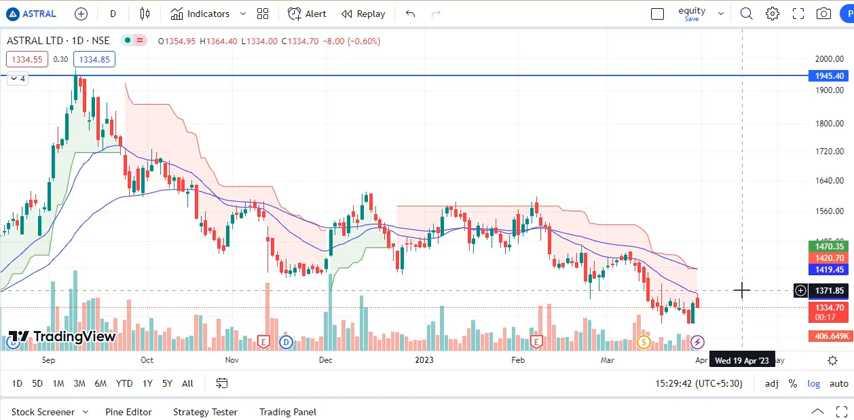 ASTRAL D Indicators Alert Replay equity Save P
ASTRAL LTD · 1D · NSE O1354.95 H1364.40 L1334.00 C1334.70 -8.00 (-0.60%)
1334.55 0.30 1334.85
4
2000.00
1945.40
1900.00
1800.00
1720.00
1640.00
1560.00
1470.35
1420.70
1419.45
1371.85
1334.70
00:17
406.649K
E D E S
TradingView
Sep Oct Nov Dec 2023 Feb Mar Apr Wed 19 Apr '23
1D 5D 1M 3M 6M YTD 1Y 5Y All 15:29:42 (UTC+5:30) adj % log auto
Stock Screener Pine Editor Strategy Tester Trading Panel